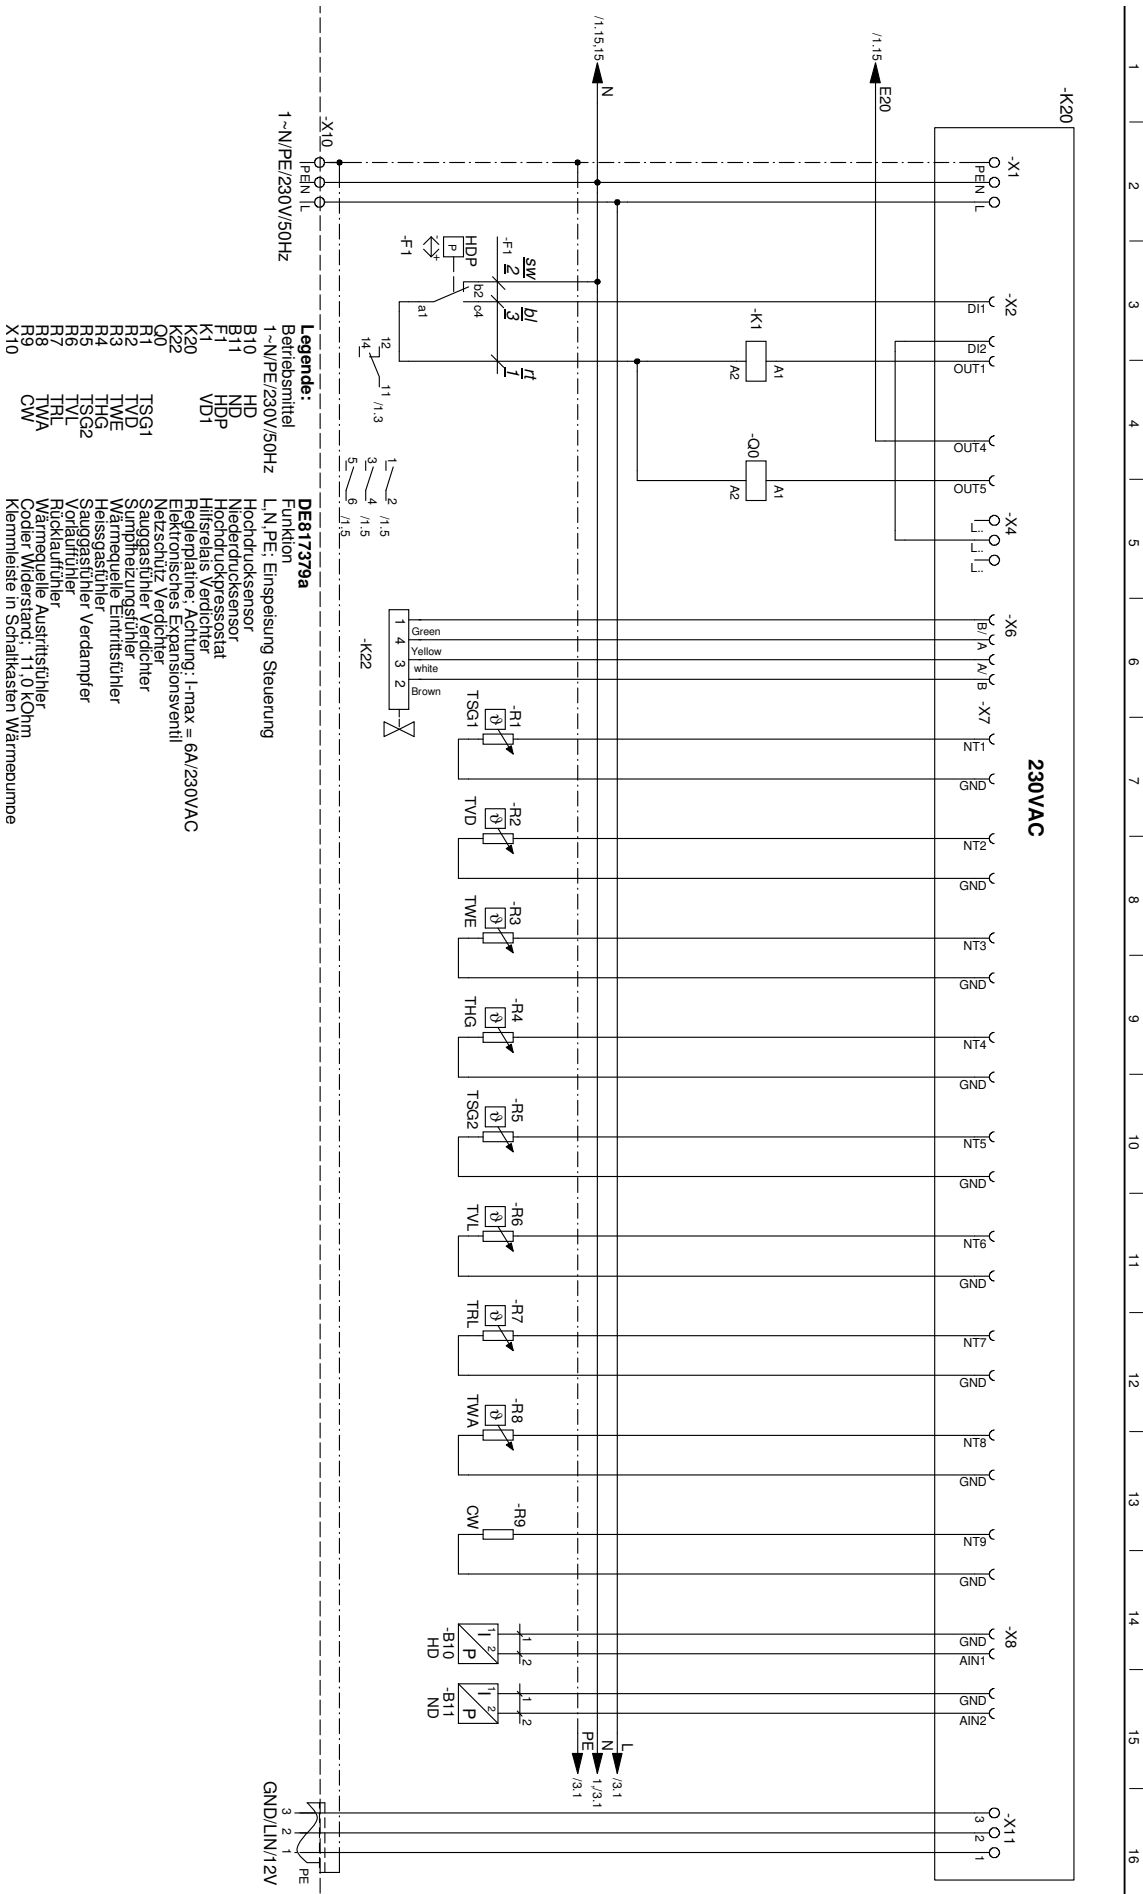 1
2
3
4
5
6
7
8
9
10
11
12
13
14
15
16
-K20
230VAC
-X1
PE
N
L
-X2
DI1
DI2
OUT1
OUT4
OUT5
-X4
L..
L..
L..
-X6
B/
A
A/
B
-X7
NT1
GND
NT2
GND
NT3
GND
NT4
GND
NT5
GND
NT6
GND
NT7
GND
NT8
GND
NT9
GND
-X8
GND
AIN1
GND
AIN2
-X11
3
2
1
/1.15
E20
/1.15,15
N
-K1
A1
A2
-Q0
A1
A2
L
/3.1
N
1,/3.1
PE
/3.1
-F1
sw
2
bl
3
rt
1
HDP
P
-F1
b2
c4
a1
12
14
11
/1.3
1
2
/1.5
3
4
/1.5
5
6
/1.5
1
4
3
2
Green
Yellow
white
Brown
-K22
-R1
TSG1
-R2
TVD
-R3
TWE
-R4
THG
-R5
TSG2
-R6
TVL
-R7
TRL
-R8
TWA
-R9
CW
1
2
1
2
I
P
-B10
HD
1
2
1
2
I
P
-B11
ND
-X10
PE
N
L
1~N/PE/230V/50Hz
3
2
1
PE
GND/LIN/12V
Legende: DE817379a
Betriebsmittel Funktion
1~N/PE/230V/50Hz L,N,PE; Einspeisung Steuerung
B10 HD Hochdrucksensor
B11 ND Niederdrucksensor
F1 HDP Hochdruckpressostat
K1 VD1 Hilfsrelais Verdichter
K20 Reglerplatine; Achtung: I-max = 6A/230VAC
K22 Elektronisches Expansionsventil
Q0 Netzschütz Verdichter
R1 TSG1 Sauggasfühler Verdichter
R2 TVD Sumpfheizungsfühler
R3 TWE Wärmequelle Eintrittsfühler
R4 THG Heissgasfühler
R5 TSG2 Sauggasfühler Verdampfer
R6 TVL Vorlauffühler
R7 TRL Rücklauffühler
R8 TWA Wärmequelle Austrittsfühler
R9 CW Codier Widerstand; 11,0 kOhm
X10 Klemmleiste in Schaltkasten Wärmepumpe